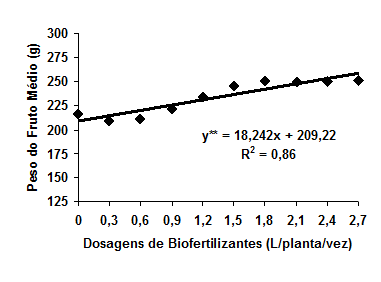 Peso do Fruto Médio (g)
300
275
250
225
200
175
150
125
y** = 18,242x + 209,22
R² = 0,86
0 0,3 0,6 0,9 1,2 1,5 1,8 2,1 2,4 2,7
Dosagens de Biofertilizantes (L/planta/vez)